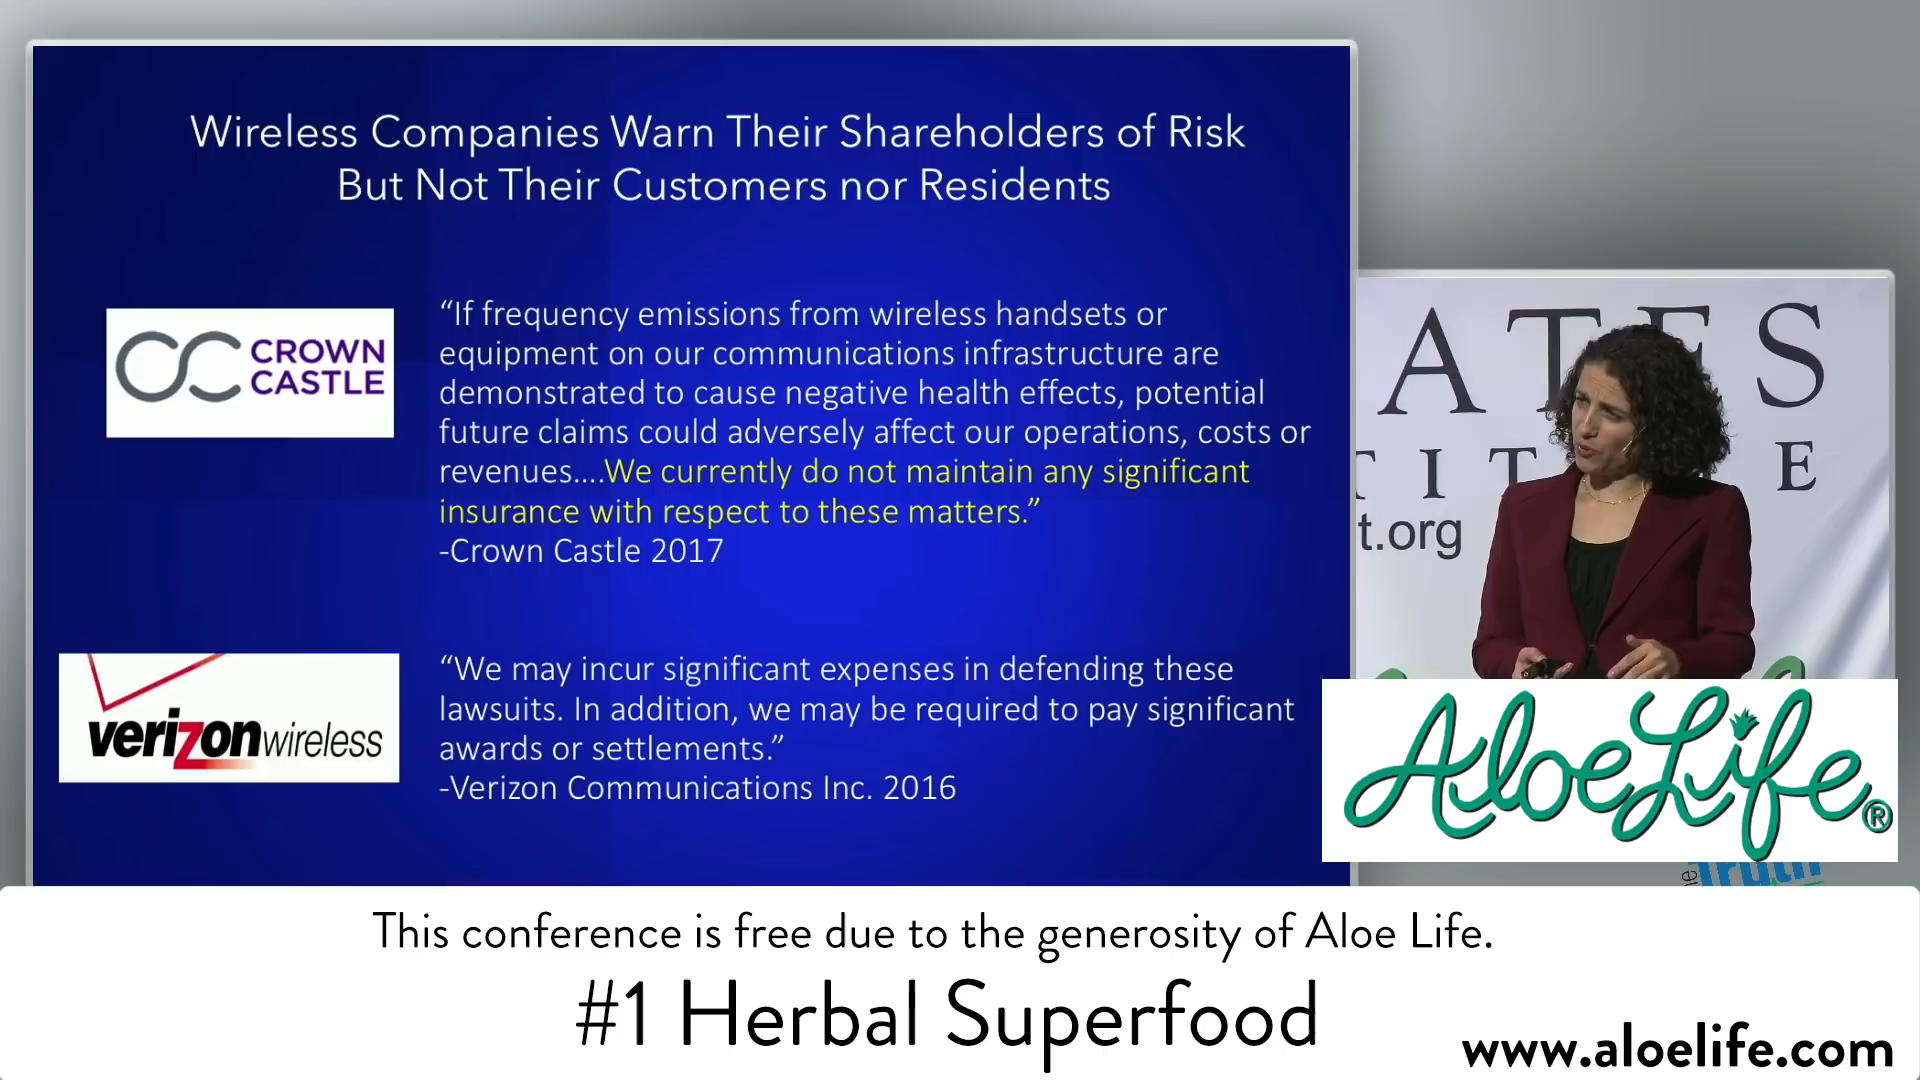 Wireless Companies Warn Their Shareholders of Risk
But Not Their Customers nor Residents
CROWN
CASTLE
“If frequency emissions from wireless handsets or
equipment on our communications infrastructure are
demonstrated to cause negative health effects, potential
future claims could adversely affect our operations, costs or
revenues....We currently do not maintain any significant
insurance with respect to these matters.”
-Crown Castle 2017
verizonwireless
“We may incur significant expenses in defending these
lawsuits. In addition, we may be required to pay significant
awards or settlements.”
-Verizon Communications Inc. 2016
t.org
Aloe Life®
Truth
This conference is free due to the generosity of Aloe Life.
#1 Herbal Superfood
www.aloelife.com